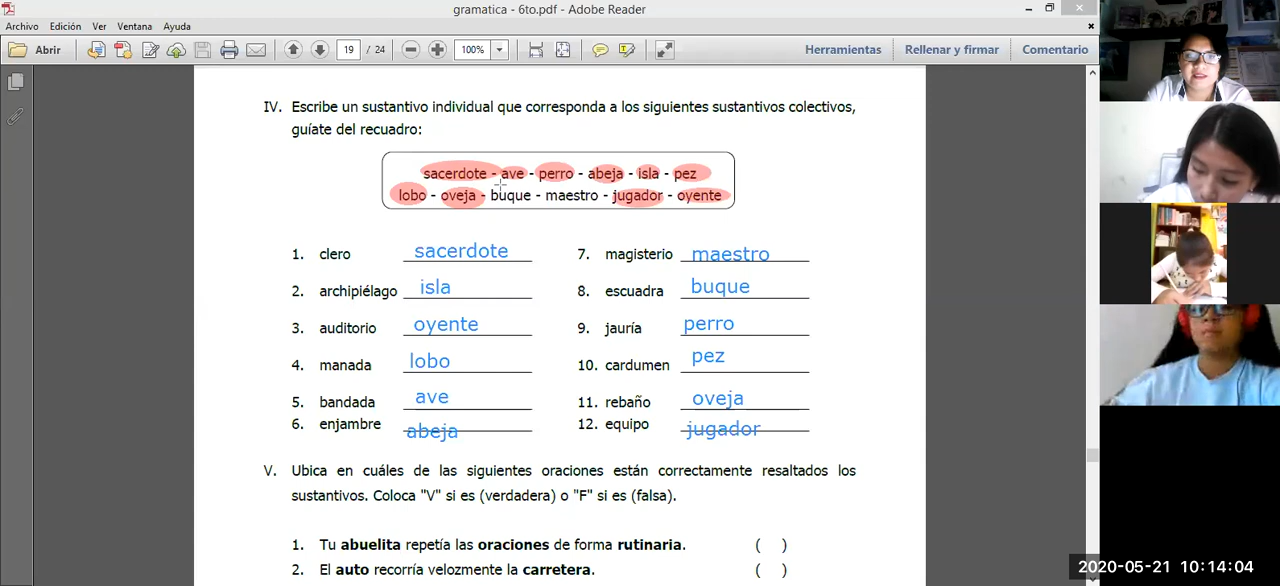 gramatica - 6to.pdf - Adobe Reader
Archivo Edición Ver Ventana Ayuda
Abrir 19 / 24 100% Herramientas Rellenar y firmar Comentario
IV. Escribe un sustantivo individual que corresponda a los siguientes sustantivos colectivos,
guíate del recuadro:
sacerdote - ave - perro - abeja - isla - pez
lobo - oveja - buque - maestro - jugador - oyente
1. clero sacerdote 7. magisterio maestro
2. archipiélago isla 8. escuadra buque
3. auditorio oyente 9. jauría perro
4. manada lobo 10. cardumen pez
5. bandada ave 11. rebaño oveja
6. enjambre abeja 12. equipo jugador
V. Ubica en cuáles de las siguientes oraciones están correctamente resaltados los
sustantivos. Coloca "V" si es (verdadera) o "F" si es (falsa).
1. Tu abuelita repetía las oraciones de forma rutinaria. ( )
2. El auto recorría velozmente la carretera. ( )
2020-05-21 10:14:04